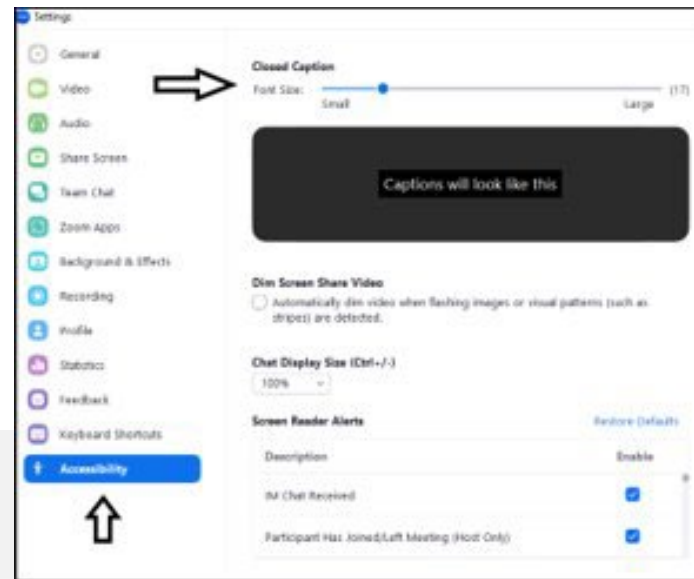 Settings
General
Video
Audio
Share Screen
Team Chat
Zoom Apps
Background & Effects
Recording
Profile
Statistics
Feedback
Keyboard Shortcuts
Accessibility
Closed Caption
Font Size:
(17)
Small
Large
Captions will look like this
Dim Screen Share Video
Automatically dim video when flashing images or visual patterns (such as
stripes) are detected.
Chat Display Size (Ctrl+/-)
100%
Screen Reader Alerts
Restore Defaults
Description
Enable
IM Chat Received
Participant Has Joined/Left Meeting (Host Only)